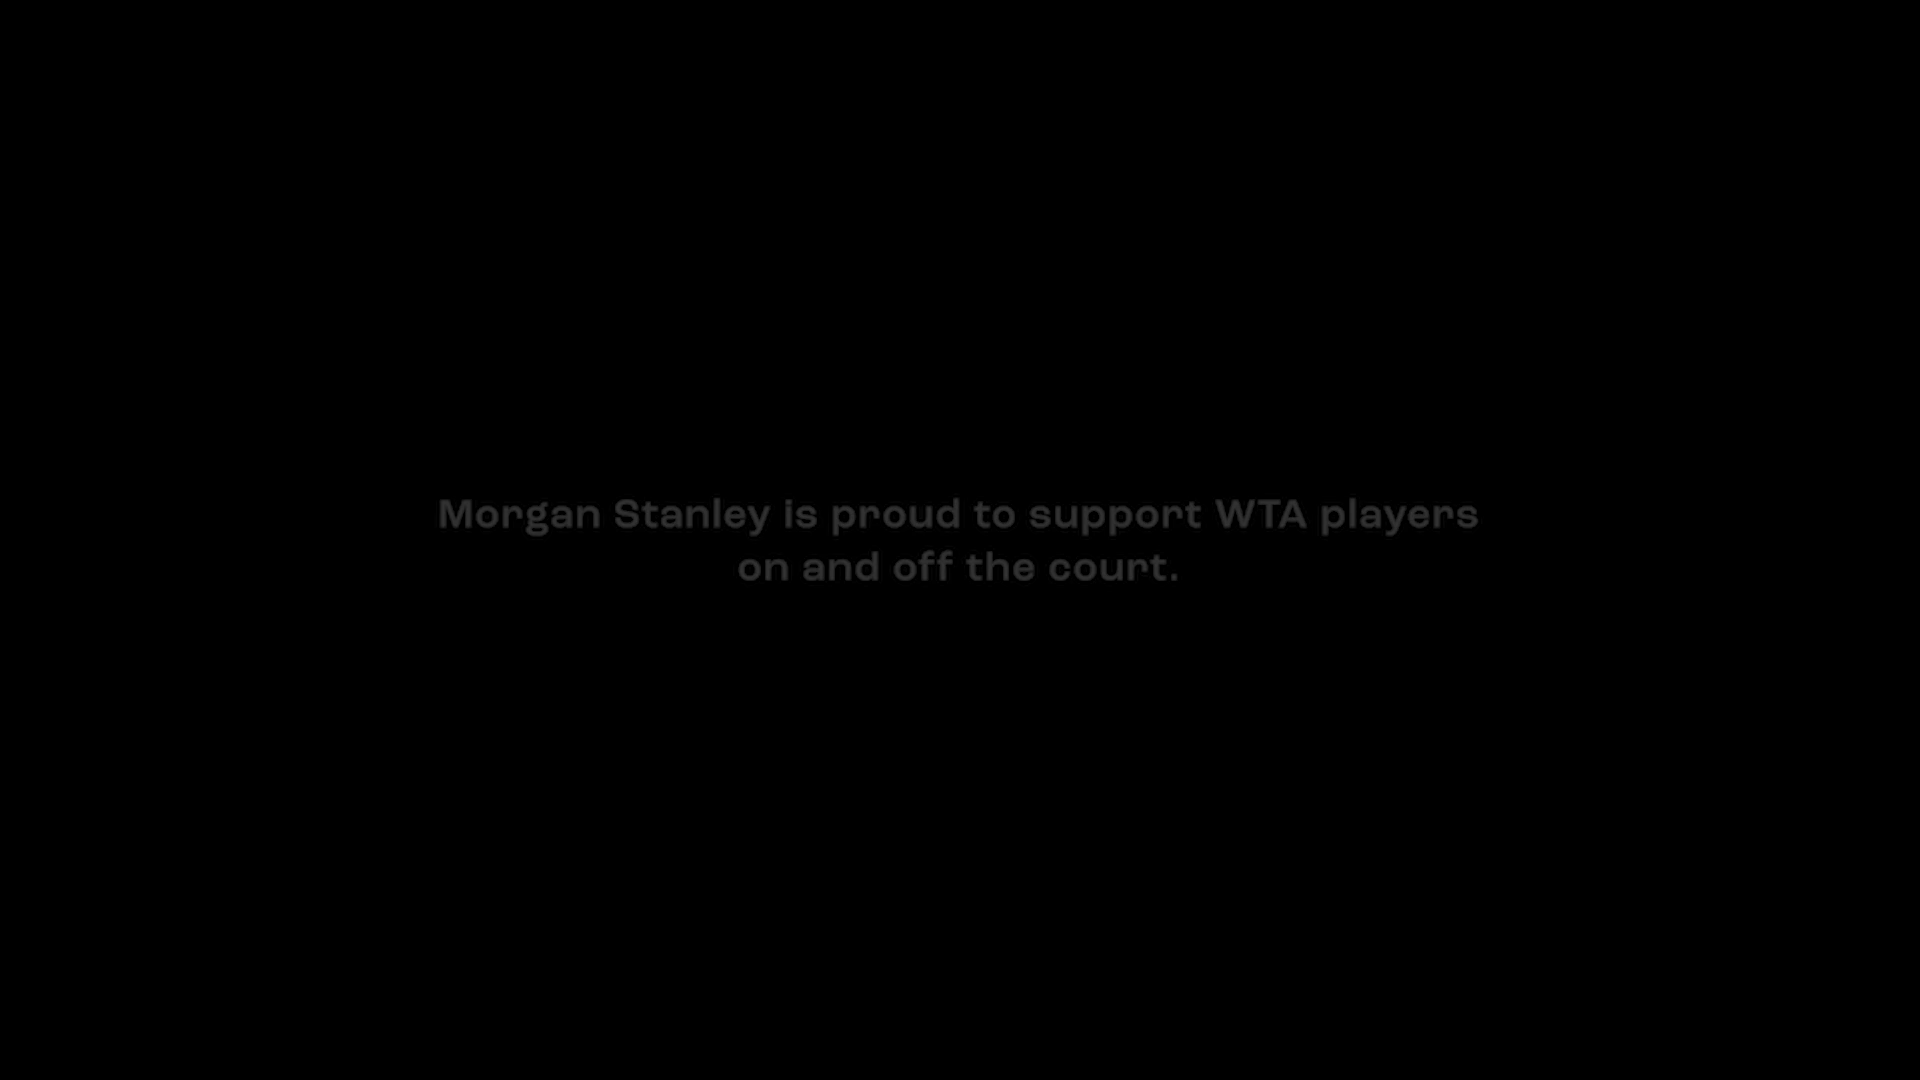 Morgan Stanley is proud to support WTA players
on and off the court.